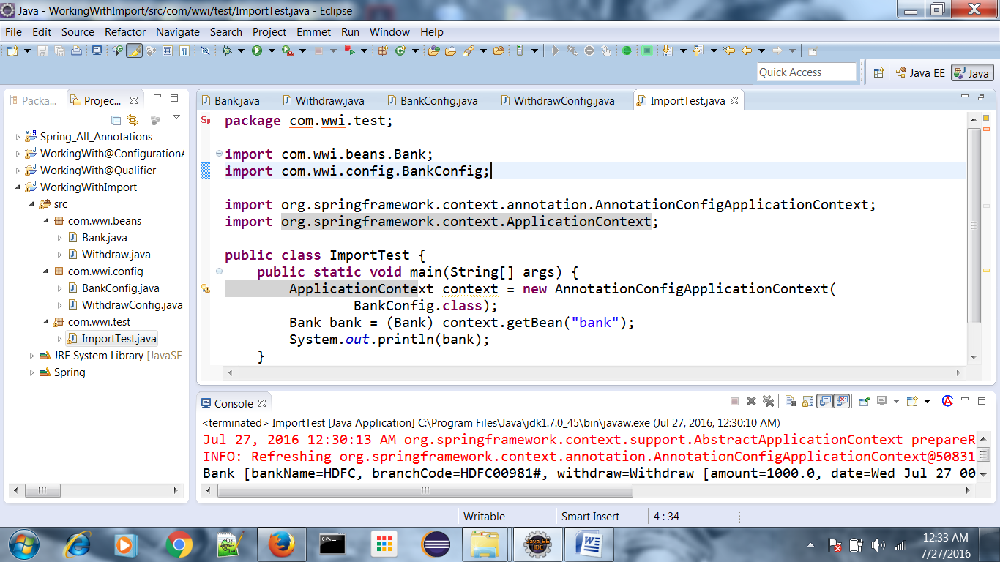 Java - WorkingWithImport/src/com/wwi/test/ImportTest.java - Eclipse
File Edit Source Refactor Navigate Search Project Emmet Run Window Help
Quick Access
Java EE
Java
Packa...
Projec...
Spring_All_Annotations
WorkingWith@ConfigurationA
WorkingWith@Qualifier
WorkingWithImport
src
com.wwi.beans
Bank.java
Withdraw.java
com.wwi.config
BankConfig.java
WithdrawConfig.java
com.wwi.test
ImportTest.java
JRE System Library [JavaSE-
Spring
Bank.java Withdraw.java BankConfig.java WithdrawConfig.java ImportTest.java
package com.wwi.test;
import com.wwi.beans.Bank;
import com.wwi.config.BankConfig;
import org.springframework.context.annotation.AnnotationConfigApplicationContext;
import org.springframework.context.ApplicationContext;
public class ImportTest {
public static void main(String[] args) {
ApplicationContext context = new AnnotationConfigApplicationContext(
BankConfig.class);
Bank bank = (Bank) context.getBean("bank");
System.out.println(bank);
}
Console
<terminated> ImportTest [Java Application] C:\Program Files\Java\jdk1.7.0_45\bin\javaw.exe (Jul 27, 2016, 12:30:10 AM)
Jul 27, 2016 12:30:13 AM org.springframework.context.support.AbstractApplicationContext prepareR
INFO: Refreshing org.springframework.context.annotation.AnnotationConfigApplicationContext@50831
Bank [bankName=HDFC, branchCode=HDFC00981#, withdraw=Withdraw [amount=1000.0, date=Wed Jul 27 00
Writable
Smart Insert
4 : 34
Java EE
IDE
12:33 AM
7/27/2016